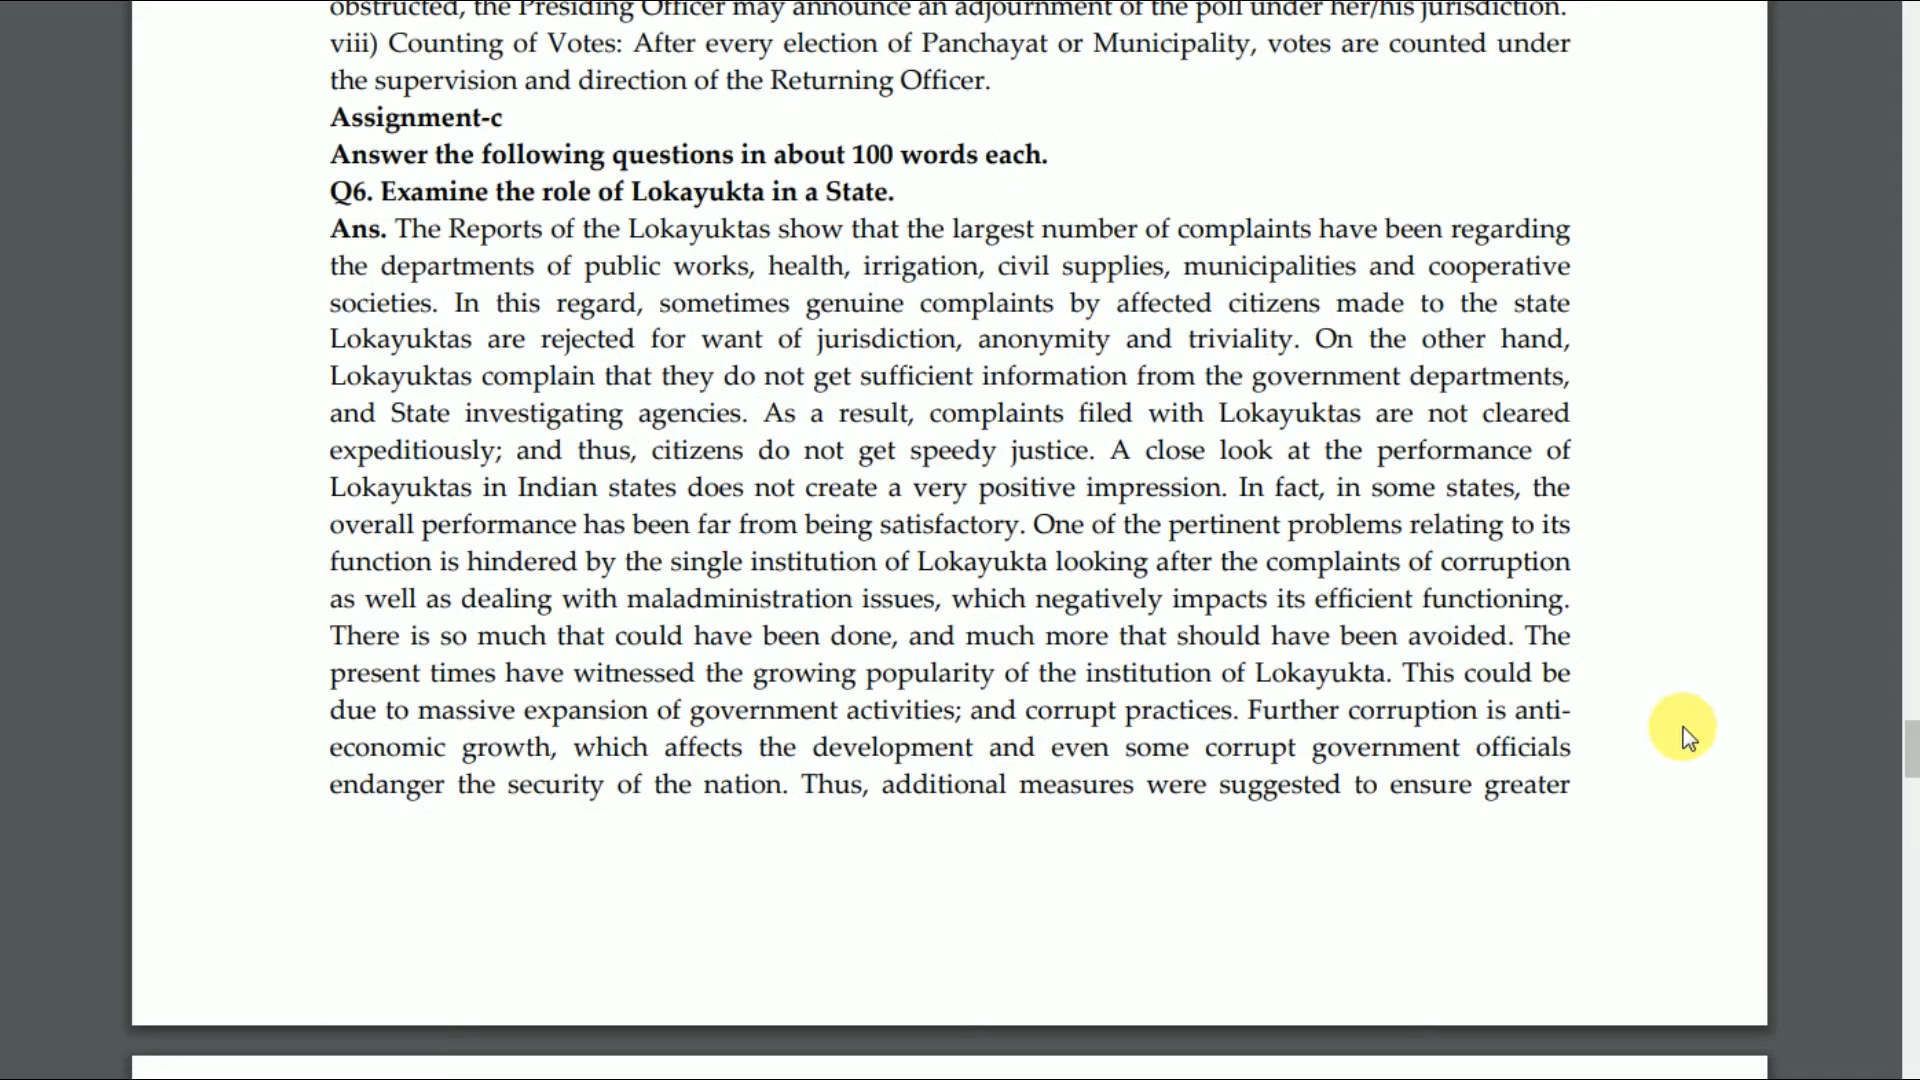 obstructed, the Presiding Officer may announce an adjournment of the poll under her/his jurisdiction.
viii) Counting of Votes: After every election of Panchayat or Municipality, votes are counted under
the supervision and direction of the Returning Officer.
Assignment-c
Answer the following questions in about 100 words each.
Q6. Examine the role of Lokayukta in a State.
Ans. The Reports of the Lokayuktas show that the largest number of complaints have been regarding
the departments of public works, health, irrigation, civil supplies, municipalities and cooperative
societies. In this regard, sometimes genuine complaints by affected citizens made to the state
Lokayuktas are rejected for want of jurisdiction, anonymity and triviality. On the other hand,
Lokayuktas complain that they do not get sufficient information from the government departments,
and State investigating agencies. As a result, complaints filed with Lokayuktas are not cleared
expeditiously; and thus, citizens do not get speedy justice. A close look at the performance of
Lokayuktas in Indian states does not create a very positive impression. In fact, in some states, the
overall performance has been far from being satisfactory. One of the pertinent problems relating to its
function is hindered by the single institution of Lokayukta looking after the complaints of corruption
as well as dealing with maladministration issues, which negatively impacts its efficient functioning.
There is so much that could have been done, and much more that should have been avoided. The
present times have witnessed the growing popularity of the institution of Lokayukta. This could be
due to massive expansion of government activities; and corrupt practices. Further corruption is anti-
economic growth, which affects the development and even some corrupt government officials
endanger the security of the nation. Thus, additional measures were suggested to ensure greater